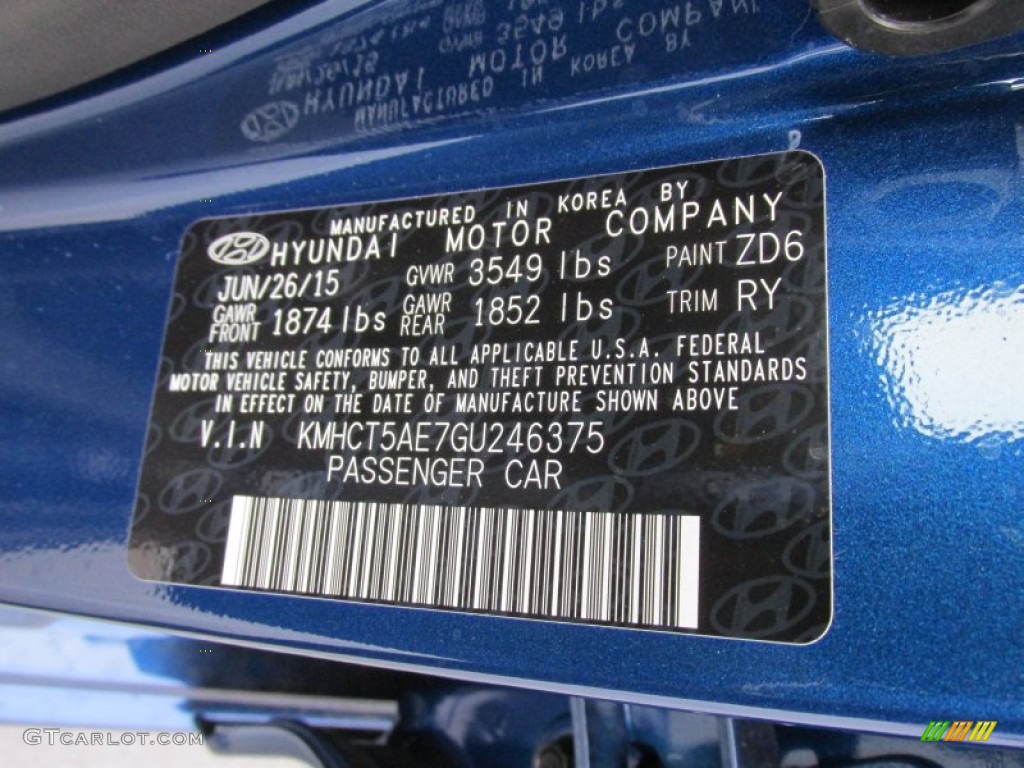 MANUFACTURED IN KOREA BY
HYUNDAI MOTOR COMPANY
JUN/26/15 GVWR 3549 lbs PAINT ZD6
GAWR FRONT 1874 lbs GAWR REAR 1852 lbs TRIM RY
THIS VEHICLE CONFORMS TO ALL APPLICABLE U.S.A. FEDERAL
MOTOR VEHICLE SAFETY, BUMPER, AND THEFT PREVENTION STANDARDS
IN EFFECT ON THE DATE OF MANUFACTURE SHOWN ABOVE
V.I.N KMHCT5AE7GU246375
PASSENGER CAR
GTCARLOT.COM